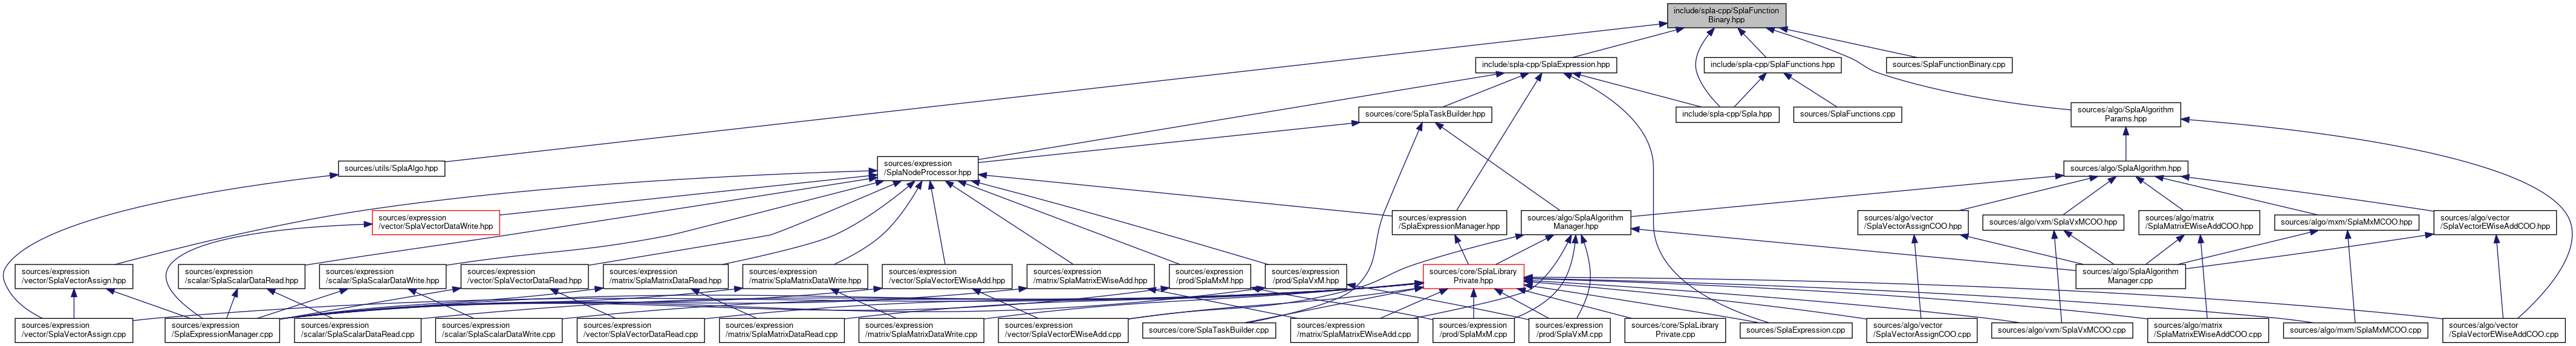 include/spla-cpp/SplaFunction
Binary.hpp
include/spla-cpp/SplaExpression.hpp
include/spla-cpp/SplaFunctions.hpp
sources/SplaFunctionBinary.cpp
sources/core/SplaTaskBuilder.hpp
include/spla-cpp/Spla.hpp
sources/SplaFunctions.cpp
sources/algo/SplaAlgorithm
Params.hpp
sources/utils/SplaAlgo.hpp
sources/expression
/SplaNodeProcessor.hpp
sources/algo/SplaAlgorithm.hpp
sources/expression
/vector/SplaVectorDataWrite.hpp
sources/expression
/SplaExpressionManager.hpp
sources/algo/SplaAlgorithm
Manager.hpp
sources/algo/vector
/SplaVectorAssignCOO.hpp
sources/algo/vxm/SplaVxMCOO.hpp
sources/algo/matrix
/SplaMatrixEWiseAddCOO.hpp
sources/algo/mxm/SplaMxMCOO.hpp
sources/algo/vector
/SplaVectorEWiseAddCOO.hpp
sources/expression
/vector/SplaVectorAssign.hpp
sources/expression
/scalar/SplaScalarDataRead.hpp
sources/expression
/scalar/SplaScalarDataWrite.hpp
sources/expression
/vector/SplaVectorDataRead.hpp
sources/expression
/matrix/SplaMatrixDataRead.hpp
sources/expression
/matrix/SplaMatrixDataWrite.hpp
sources/expression
/vector/SplaVectorEWiseAdd.hpp
sources/expression
/matrix/SplaMatrixEWiseAdd.hpp
sources/expression
/prod/SplaMxM.hpp
sources/expression
/prod/SplaVxM.hpp
sources/core/SplaLibrary
Private.hpp
sources/algo/SplaAlgorithm
Manager.cpp
sources/expression
/vector/SplaVectorAssign.cpp
sources/expression
/SplaExpressionManager.cpp
sources/expression
/scalar/SplaScalarDataRead.cpp
sources/expression
/scalar/SplaScalarDataWrite.cpp
sources/expression
/vector/SplaVectorDataRead.cpp
sources/expression
/matrix/SplaMatrixDataRead.cpp
sources/expression
/matrix/SplaMatrixDataWrite.cpp
sources/expression
/vector/SplaVectorEWiseAdd.cpp
sources/core/SplaTaskBuilder.cpp
sources/expression
/matrix/SplaMatrixEWiseAdd.cpp
sources/expression
/prod/SplaMxM.cpp
sources/expression
/prod/SplaVxM.cpp
sources/core/SplaLibrary
Private.cpp
sources/SplaExpression.cpp
sources/algo/vector
/SplaVectorAssignCOO.cpp
sources/algo/vxm/SplaVxMCOO.cpp
sources/algo/matrix
/SplaMatrixEWiseAddCOO.cpp
sources/algo/mxm/SplaMxMCOO.cpp
sources/algo/vector
/SplaVectorEWiseAddCOO.cpp